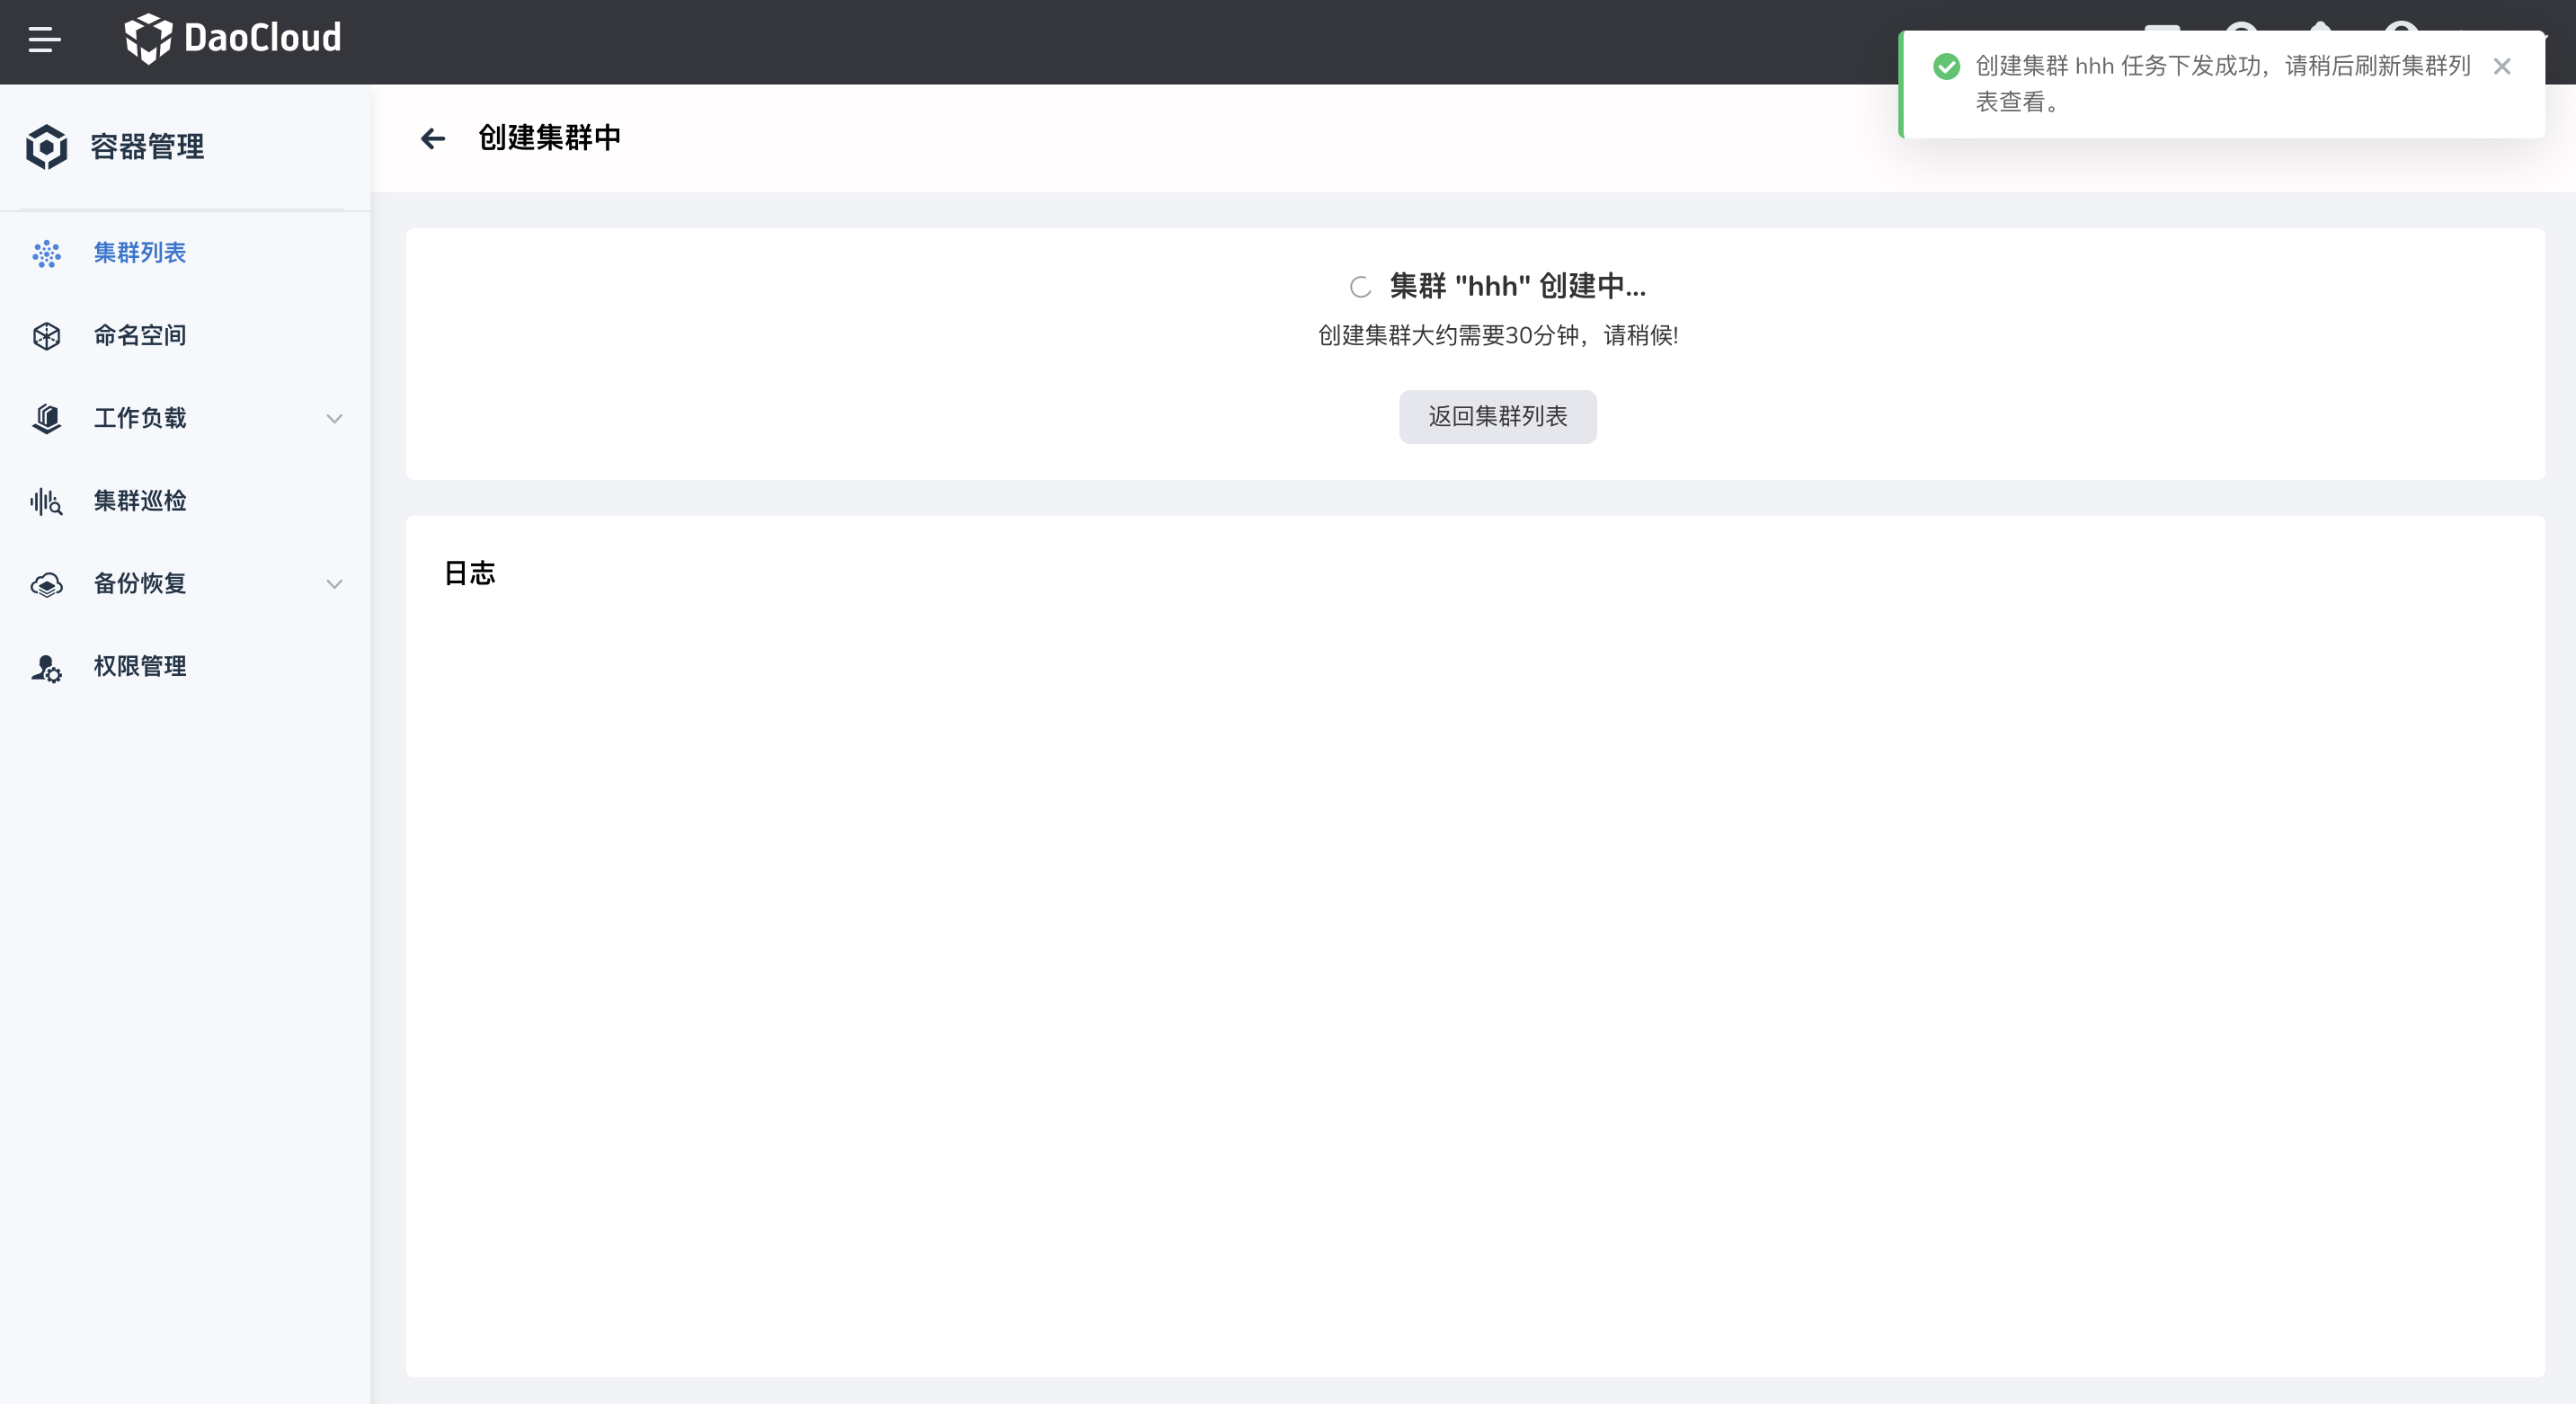 DaoCloud
创建集群 hhh 任务下发成功，请稍后刷新集群列
表查看。
容器管理
创建集群中
集群列表
命名空间
工作负载
集群巡检
备份恢复
权限管理
集群 "hhh" 创建中...
创建集群大约需要30分钟，请稍候!
返回集群列表
日志